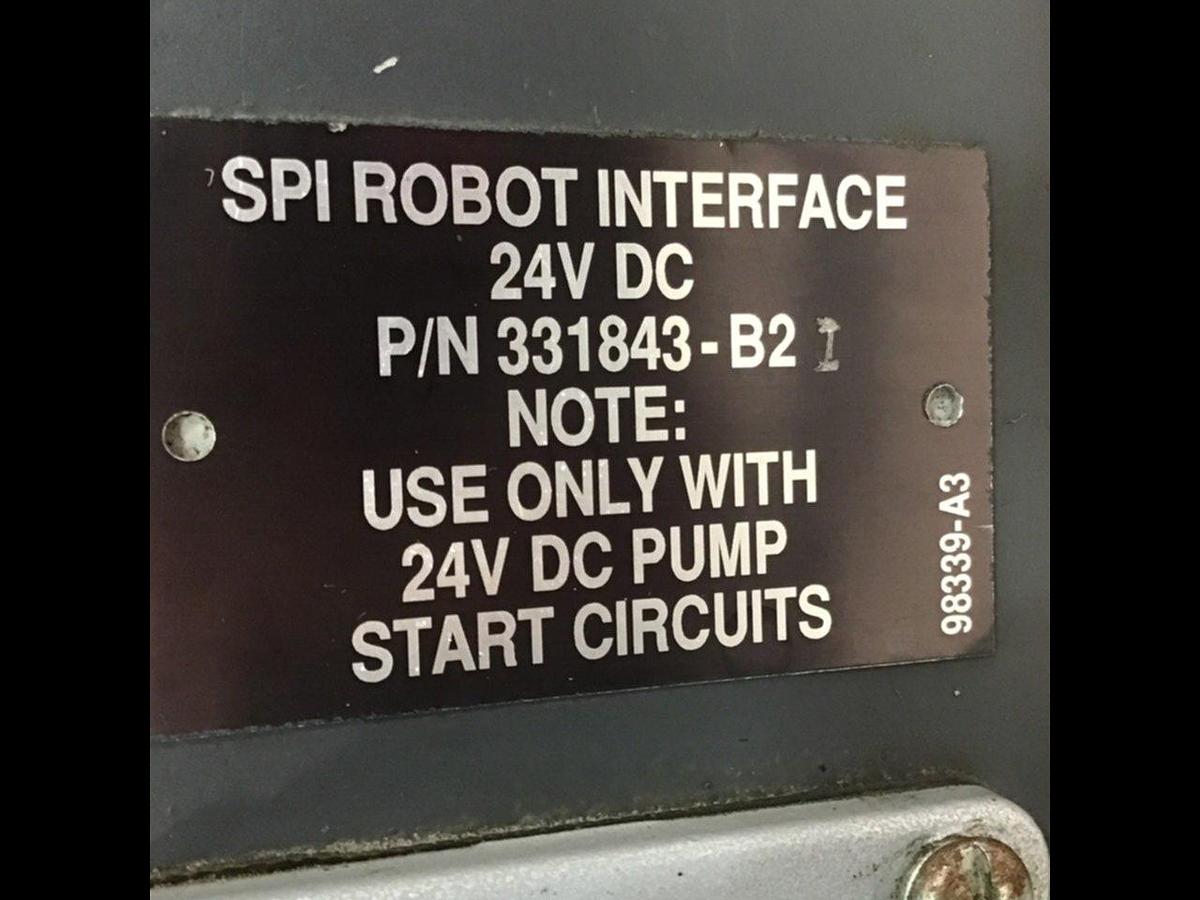 SPI ROBOT INTERFACE
24V DC
P/N 331843-B2 I
NOTE:
USE ONLY WITH
24V DC PUMP
START CIRCUITS
98339-A3